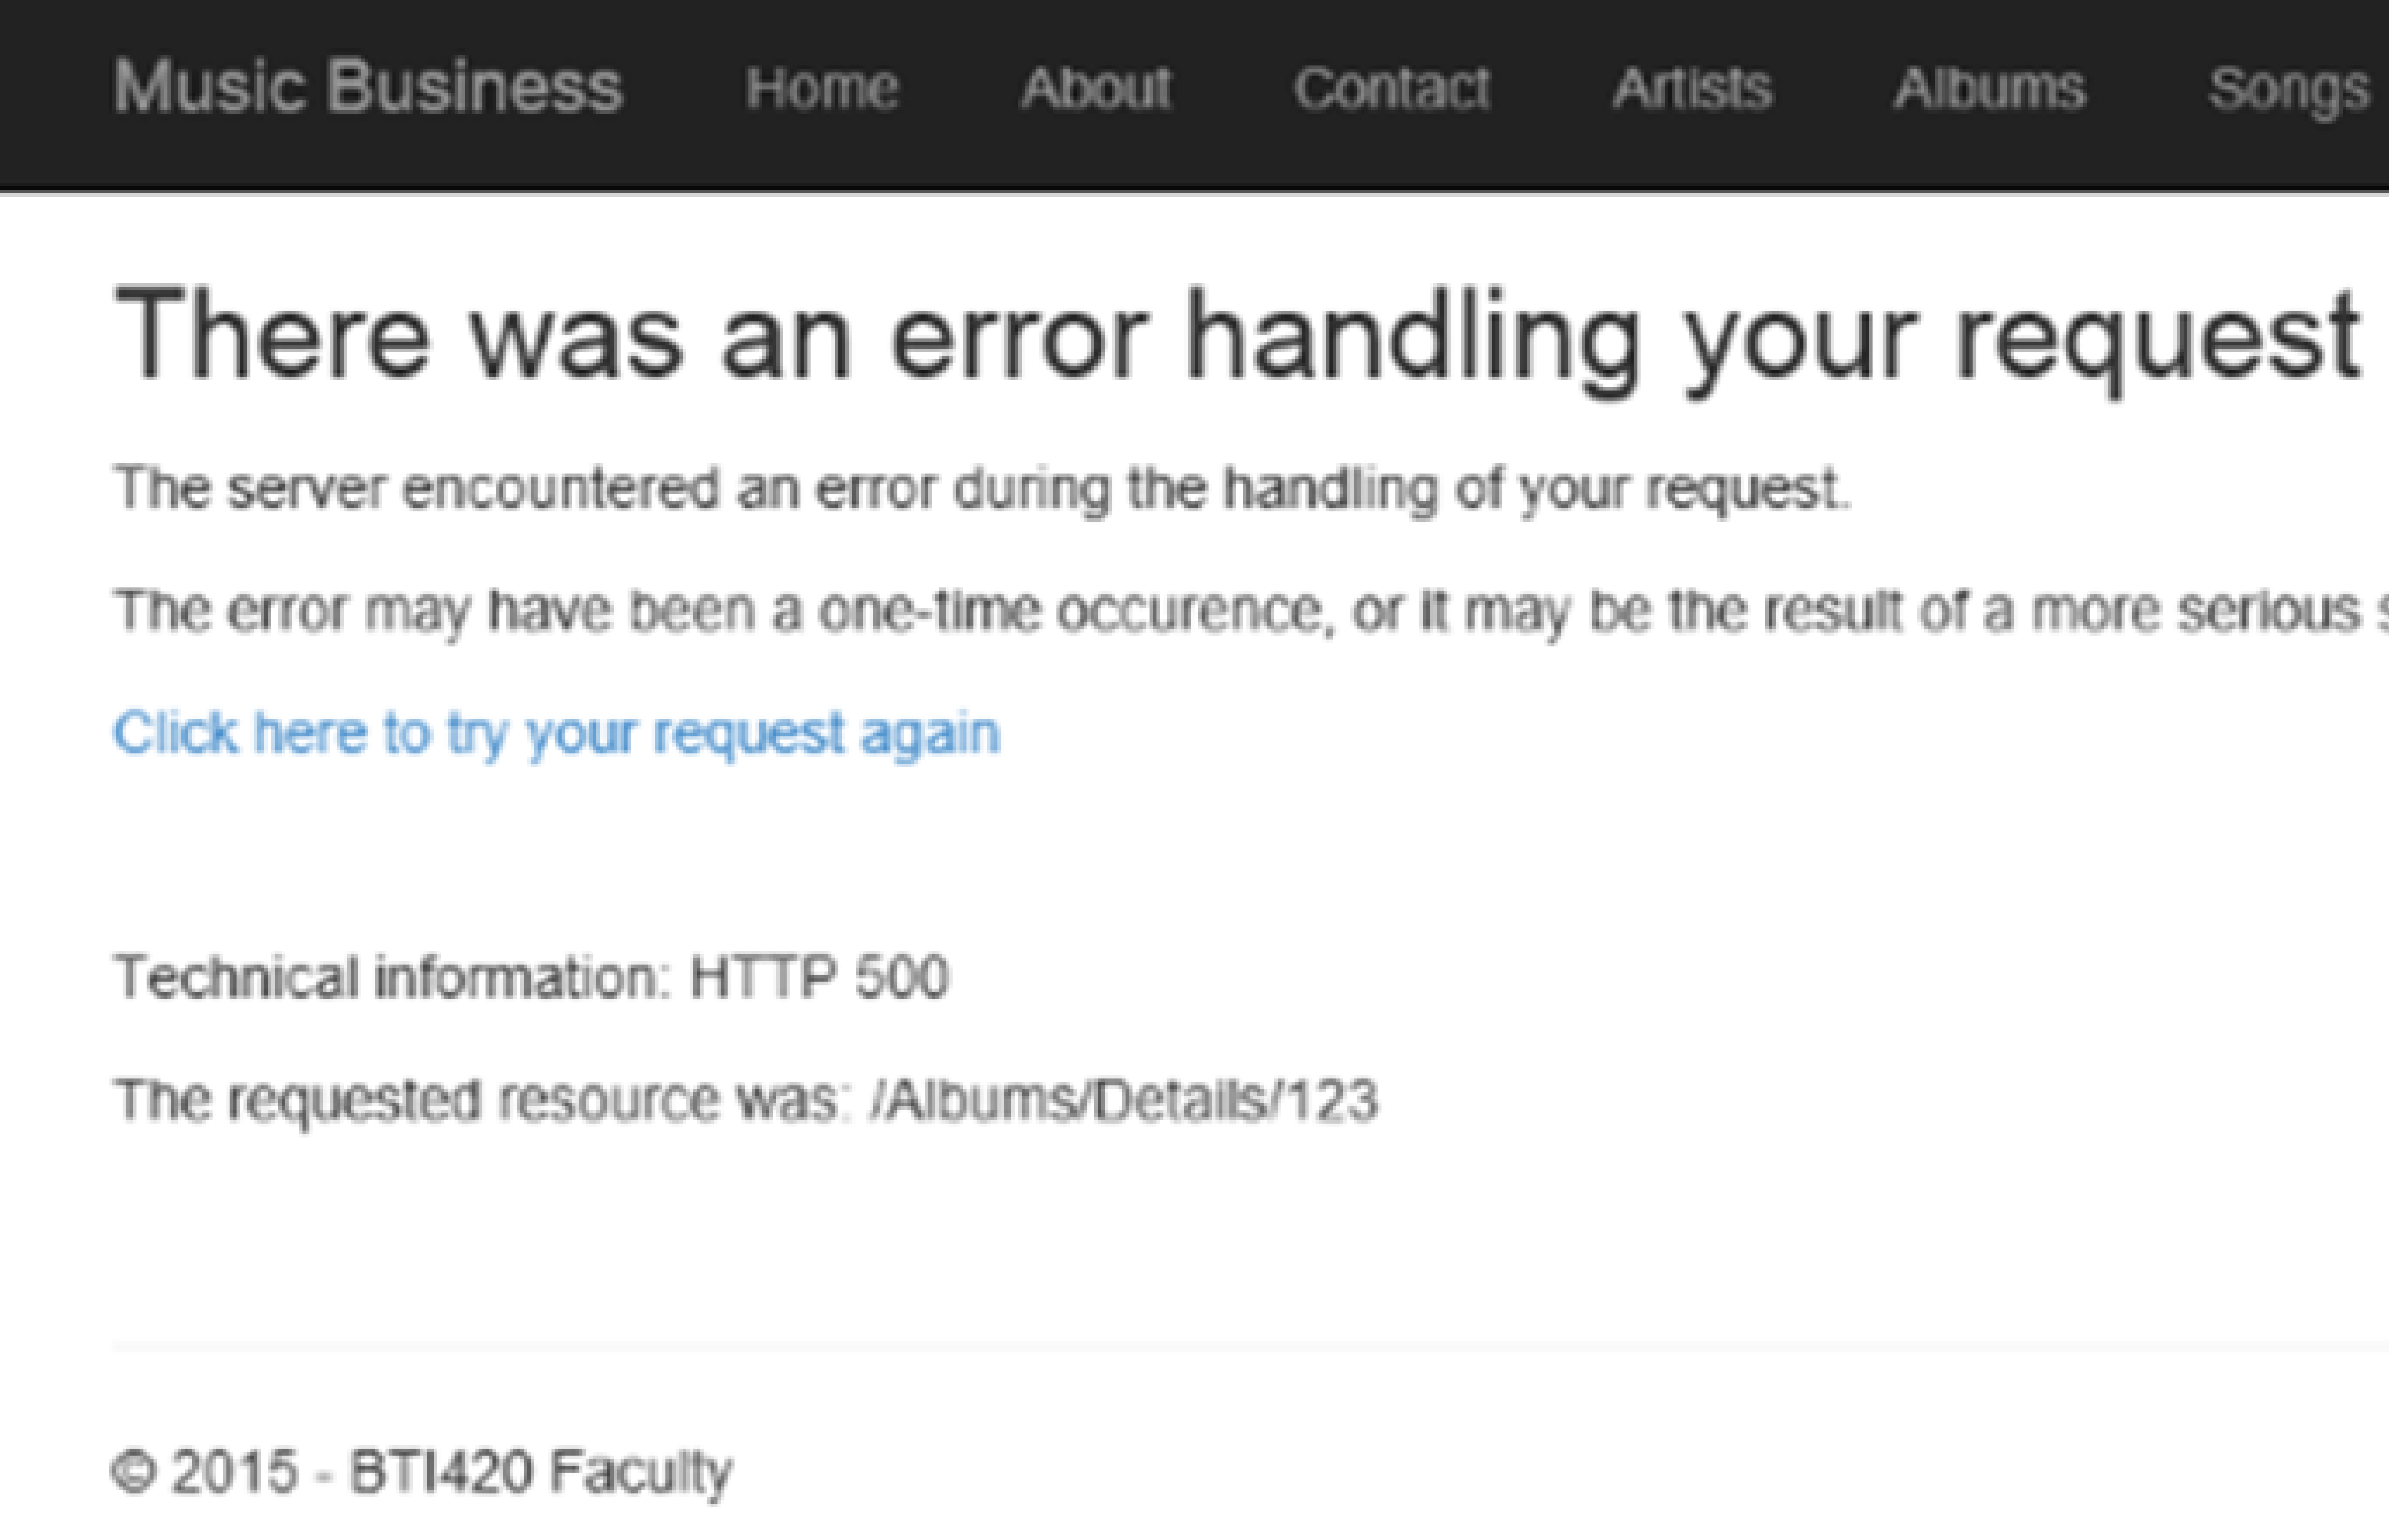 Music Business Home About Contact Artists Albums Songs
There was an error handling your request
The server encountered an error during the handling of your request.
The error may have been a one-time occurence, or it may be the result of a more serious
Click here to try your request again
Technical information: HTTP 500
The requested resource was: /Albums/Details/123
© 2015 - BTI420 Faculty